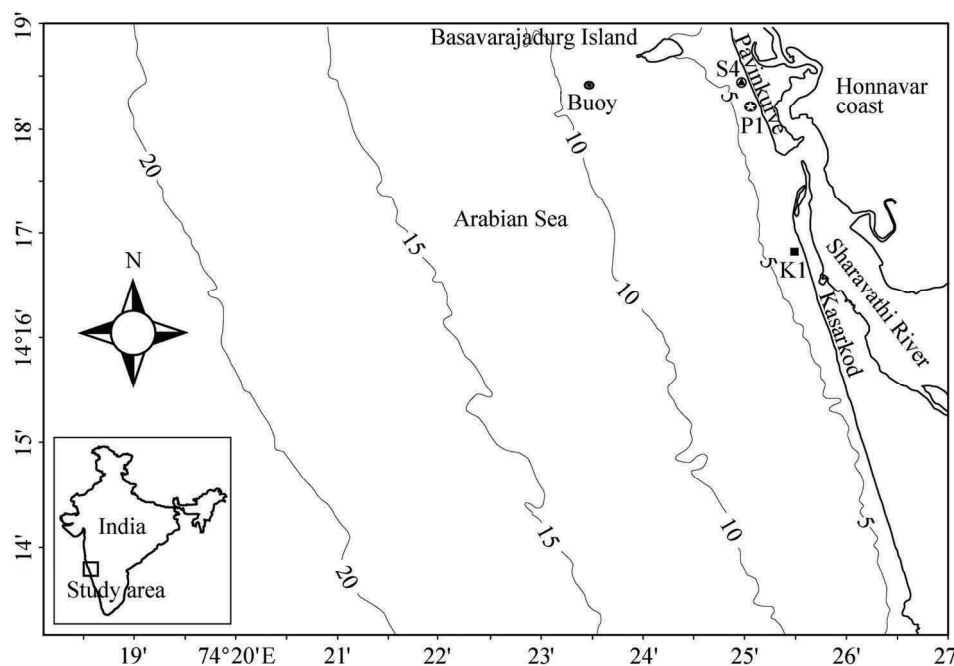 19'
Basavarajadurg Island
Pavinkurve
S4
Honnavar
coast
Buoy
5
P1
18'
10
20
Arabian Sea
17'
15
5
K1
Sharavathi River
N
10
Kasarkod
14°16'
15'
India
10
15
5
14'
Study area
20
19'
74°20'E
21
22
23
24
25
26
27